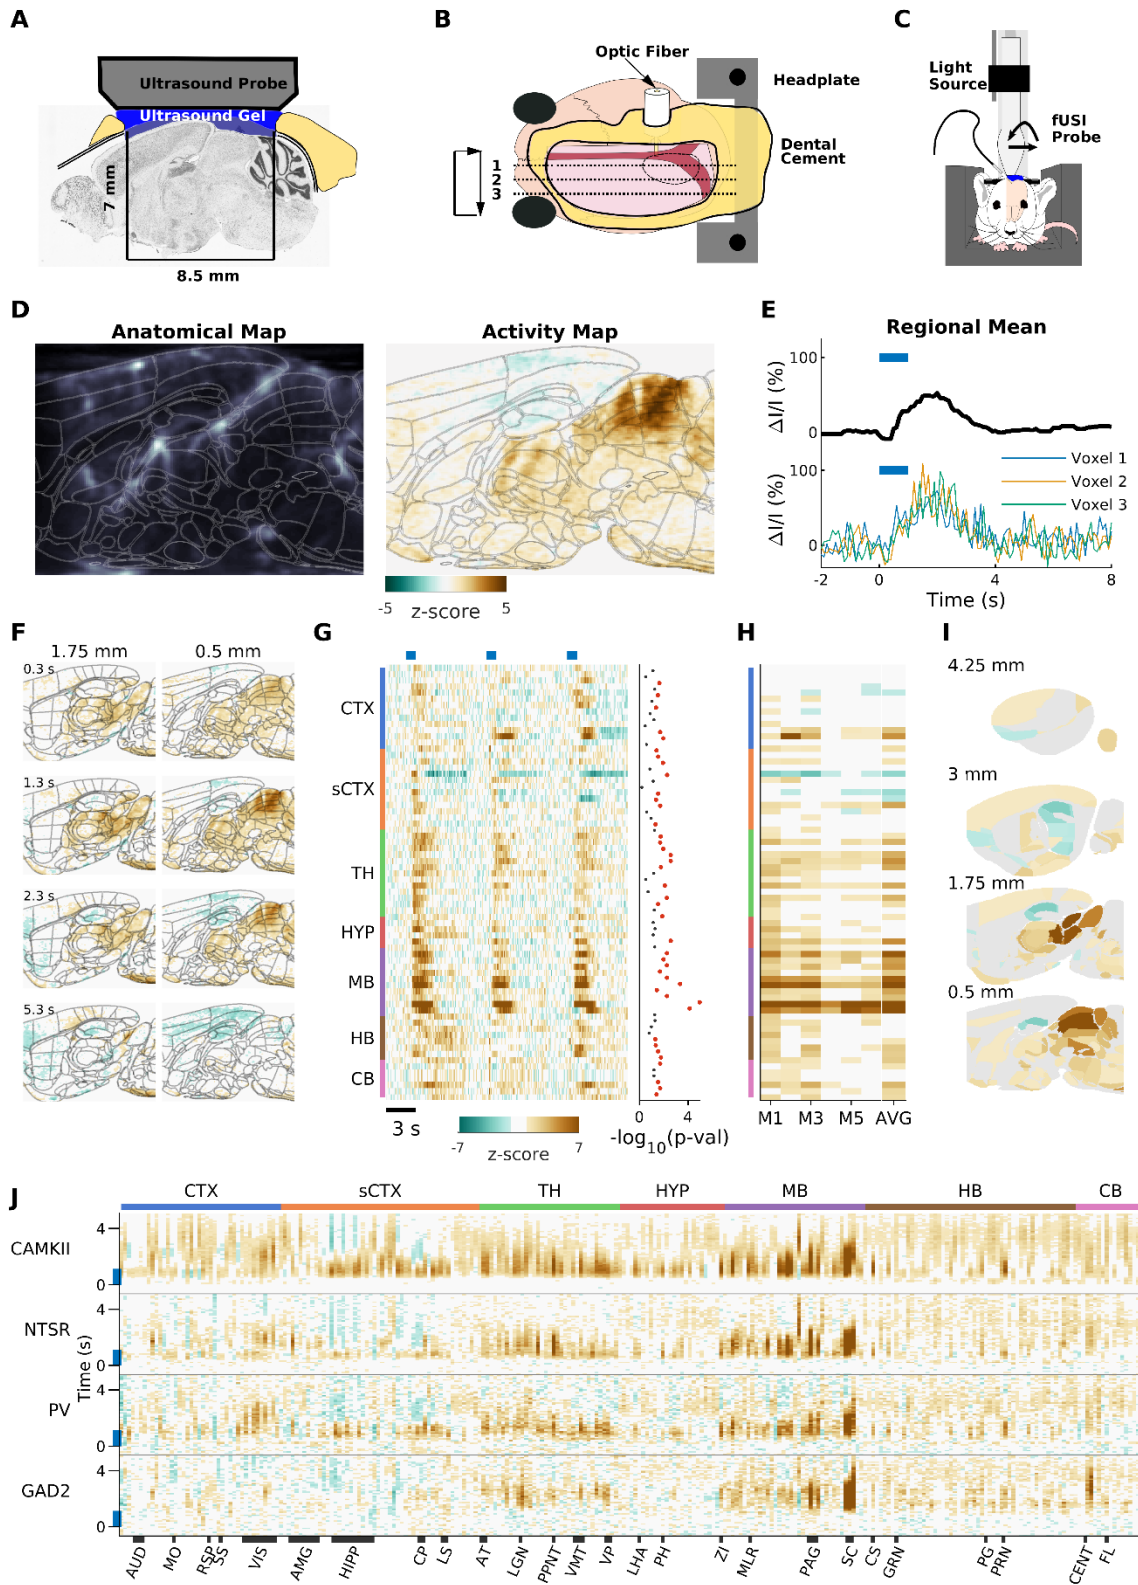 A
B
C
Ultrasound Probe
Ultrasound Gel
7 mm
8.5 mm
Optic Fiber
Headplate
Dental
Cement
1
2
3
Light
Source
fUSI
Probe
D
Anatomical Map
Activity Map
-5
5
z-score
E
Regional Mean
100
0
ΔI/I (%)
100
0
ΔI/I (%)
Voxel 1
Voxel 2
Voxel 3
-2
0
4
8
Time (s)
F
1.75 mm
0.5 mm
0.3 s
1.3 s
2.3 s
5.3 s
G
CTX
sCTX
TH
HYP
MB
HB
CB
3 s
-7
7
z-score
0
4
-log10(p-val)
H
M1
M3
M5
AVG
I
4.25 mm
3 mm
1.75 mm
0.5 mm
J
CTX
sCTX
TH
HYP
MB
HB
CB
CAMKII
NTSR
PV
GAD2
Time (s)
4
0
4
0
4
0
4
0
AUD
MO
RSP
SS
VIS
AMG
HIPP
CP
LS
AT
LGN
PPNT
VMT
VP
LHA
PH
ZI
MLR
PAG
SC
CS
GRN
PG
PRN
CENT
FL